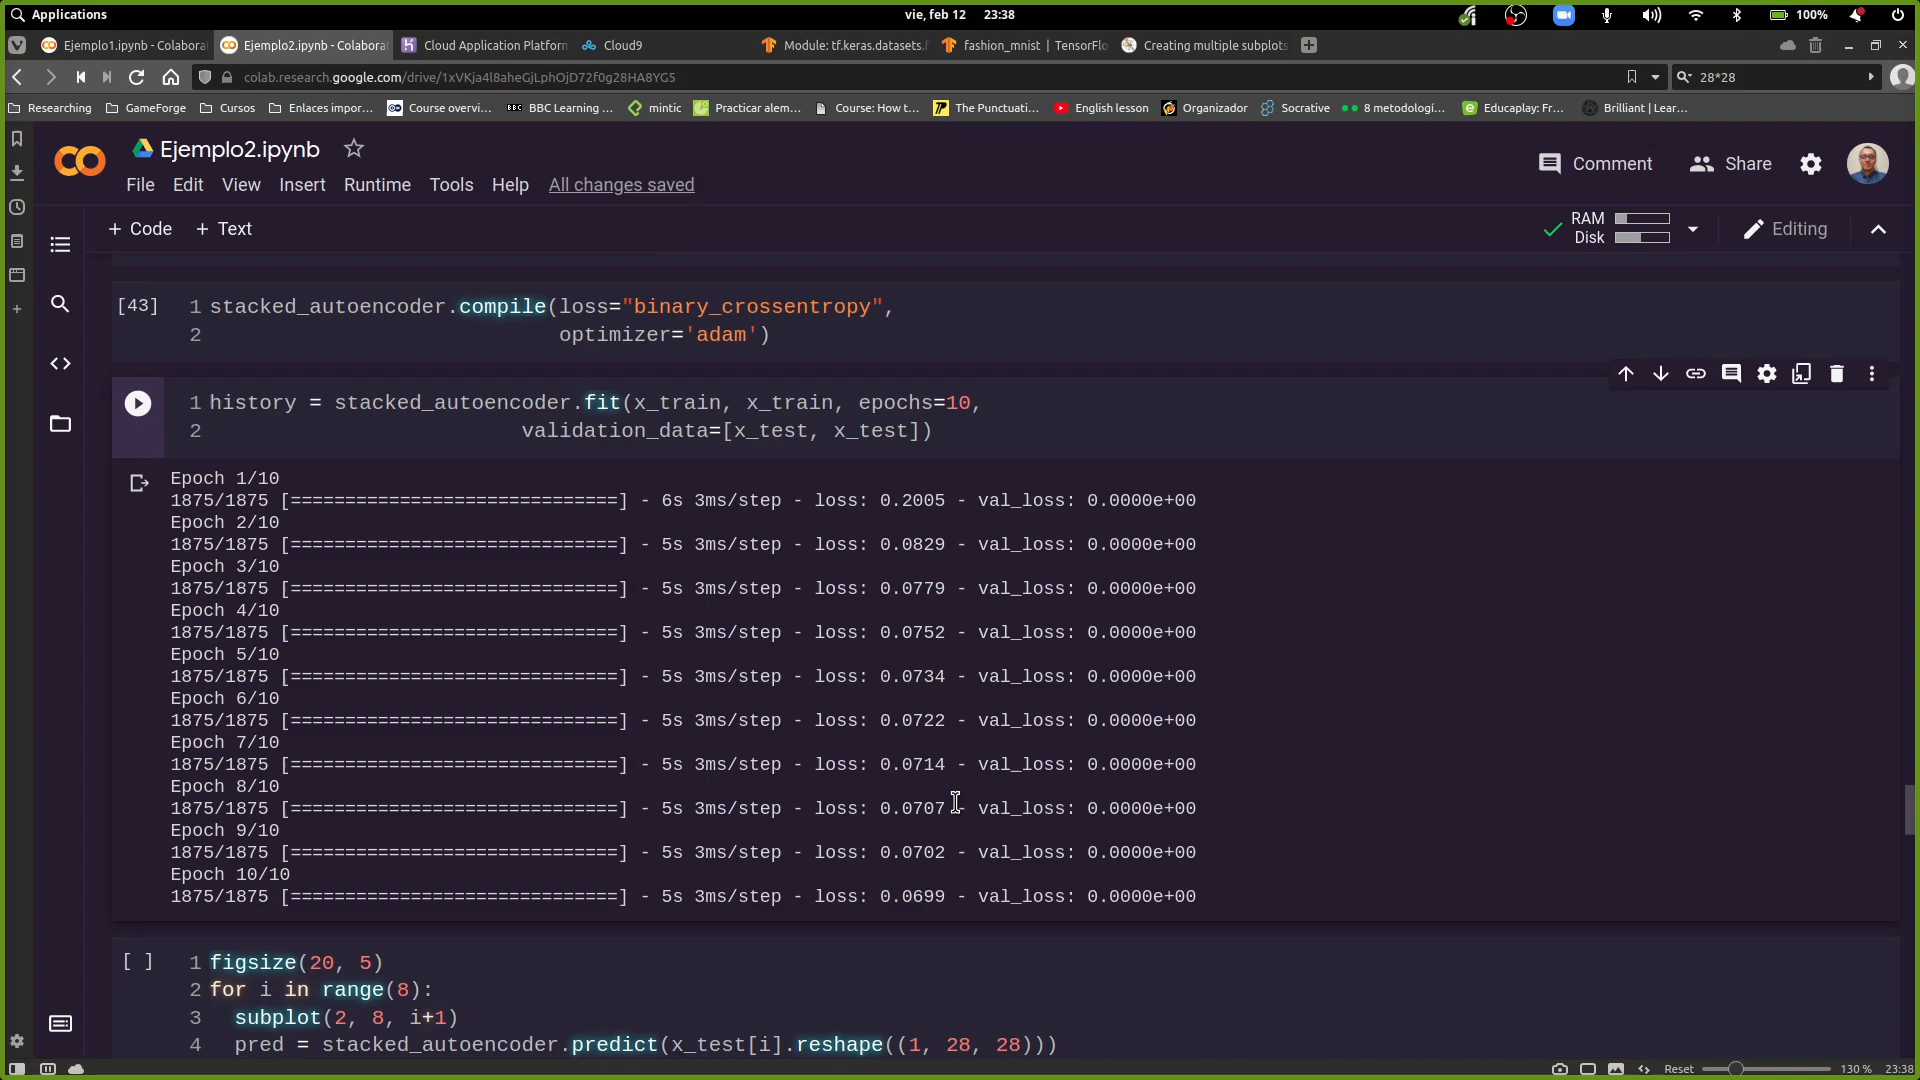 Applications
vie, feb 12 23:38
100%
Ejemplo1.ipynb - Colabora
Ejemplo2.ipynb - Colabora
Cloud Application Platform
Cloud9
Module: tf.keras.datasets.f
fashion_mnist | TensorFlo
Creating multiple subplots
colab.research.google.com/drive/1xVKja4l8aheGjLphOjD72f0g28HA8YG5
28*28
Researching
GameForge
Cursos
Enlaces impor...
Course overvi...
BBC BBC Learning ...
mintic
Practicar alem...
Course: How t...
The Punctuati...
English lesson
Organizador
Socrative
8 metodologí...
Educaplay: Fr...
Brilliant | Lear...
Ejemplo2.ipynb
Comment
Share
File Edit View Insert Runtime Tools Help All changes saved
+ Code + Text
RAM
Disk
Editing
[43] 1 stacked_autoencoder.compile(loss="binary_crossentropy",
2 optimizer='adam')
1 history = stacked_autoencoder.fit(x_train, x_train, epochs=10,
2 validation_data=[x_test, x_test])
Epoch 1/10
1875/1875 [==============================] - 6s 3ms/step - loss: 0.2005 - val_loss: 0.0000e+00
Epoch 2/10
1875/1875 [==============================] - 5s 3ms/step - loss: 0.0829 - val_loss: 0.0000e+00
Epoch 3/10
1875/1875 [==============================] - 5s 3ms/step - loss: 0.0779 - val_loss: 0.0000e+00
Epoch 4/10
1875/1875 [==============================] - 5s 3ms/step - loss: 0.0752 - val_loss: 0.0000e+00
Epoch 5/10
1875/1875 [==============================] - 5s 3ms/step - loss: 0.0734 - val_loss: 0.0000e+00
Epoch 6/10
1875/1875 [==============================] - 5s 3ms/step - loss: 0.0722 - val_loss: 0.0000e+00
Epoch 7/10
1875/1875 [==============================] - 5s 3ms/step - loss: 0.0714 - val_loss: 0.0000e+00
Epoch 8/10
1875/1875 [==============================] - 5s 3ms/step - loss: 0.0707 - val_loss: 0.0000e+00
Epoch 9/10
1875/1875 [==============================] - 5s 3ms/step - loss: 0.0702 - val_loss: 0.0000e+00
Epoch 10/10
1875/1875 [==============================] - 5s 3ms/step - loss: 0.0699 - val_loss: 0.0000e+00
[ ] 1 figsize(20, 5)
2 for i in range(8):
3 subplot(2, 8, i+1)
4 pred = stacked_autoencoder.predict(x_test[i].reshape((1, 28, 28)))
Reset
130 %
23:38